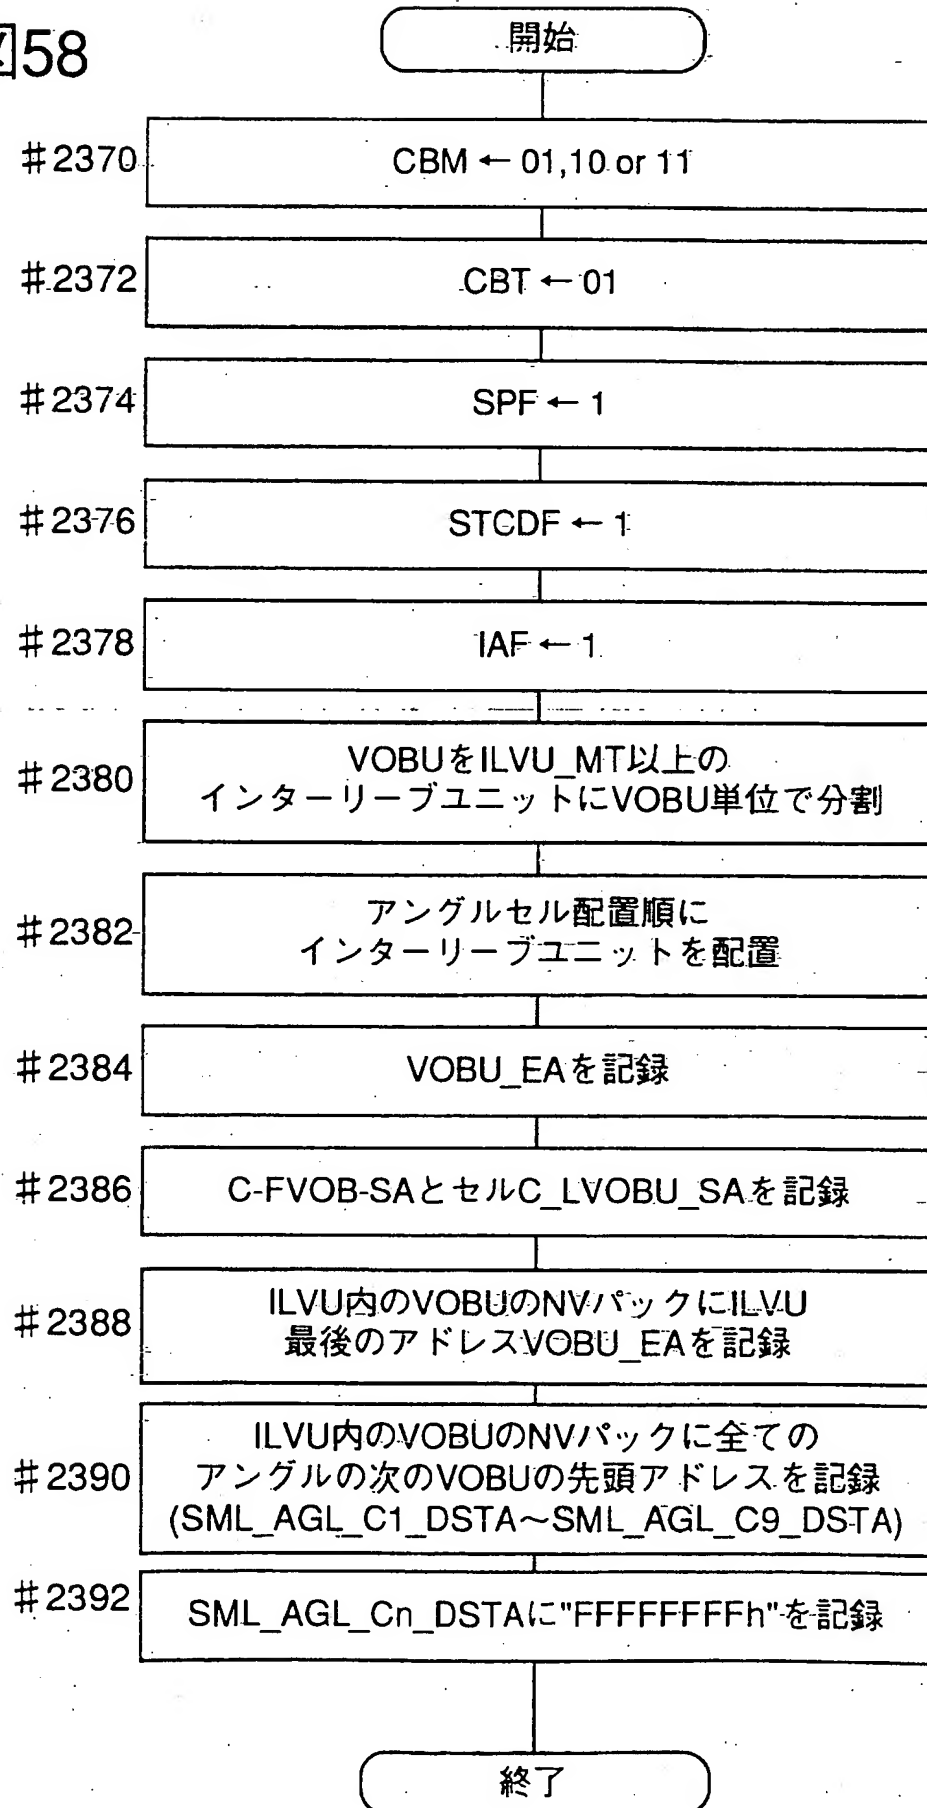 図58
開始
#2370
CBM ← 01,10 or 11
#2372
CBT ← 01
#2374
SPF ← 1
#2376
STCDF ← 1
#2378
IAF ← 1
#2380
VOBUをILVU_MT以上の
インターリーブユニットにVOBU単位で分割
#2382
アングルセル配置順に
インターリーブユニットを配置
#2384
VOBU_EAを記録
#2386
C-FVOB-SAとセルC_LVOBU_SAを記録
#2388
ILVU内のVOBUのNVパックにILVU
最後のアドレスVOBU_EAを記録
#2390
ILVU内のVOBUのNVパックに全ての
アングルの次のVOBUの先頭アドレスを記録
(SML_AGL_C1_DSTA～SML_AGL_C9_DSTA)
#2392
SML_AGL_Cn_DSTAに"FFFFFFFFh"を記録
終了